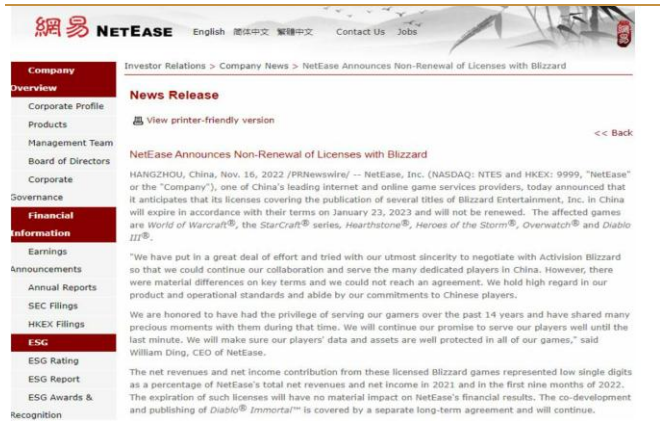 網易 NETEASE English 简体中文 繁體中文 Contact Us Jobs
Company Overview
Corporate Profile
Products
Management Team
Board of Directors
Corporate Governance
Financial Information
Earnings Announcements
Annual Reports
SEC Filings
HKEX Filings
ESG
ESG Rating
ESG Report
ESG Awards & Recognition
Investor Relations > Company News > NetEase Announces Non-Renewal of Licenses with Blizzard
News Release
View printer-friendly version
<< Back
NetEase Announces Non-Renewal of Licenses with Blizzard
HANGZHOU, China, Nov. 16, 2022 /PRNewswire/ -- NetEase, Inc. (NASDAQ: NTES and HKEX: 9999, "NetEase"
or the "Company"), one of China's leading internet and online game services providers, today announced that
it anticipates that its licenses covering the publication of several titles of Blizzard Entertainment, Inc. in China
will expire in accordance with their terms on January 23, 2023 and will not be renewed. The affected games
are World of Warcraft®, the StarCraft® series, Hearthstone®, Heroes of the Storm®, Overwatch® and Diablo
III®.
"We have put in a great deal of effort and tried with our utmost sincerity to negotiate with Activision Blizzard
so that we could continue our collaboration and serve the many dedicated players in China. However, there
were material differences on key terms and we could not reach an agreement. We hold high regard in our
product and operational standards and abide by our commitments to Chinese players.
We are honored to have had the privilege of serving our gamers over the past 14 years and have shared many
precious moments with them during that time. We will continue our promise to serve our players well until the
last minute. We will make sure our players' data and assets are well protected in all of our games," said
William Ding, CEO of NetEase.
The net revenues and net income contribution from these licensed Blizzard games represented low single digits
as a percentage of NetEase's total net revenues and net income in 2021 and in the first nine months of 2022.
The expiration of such licenses will have no material impact on NetEase's financial results. The co-development
and publishing of Diablo® Immortal™ is covered by a separate long-term agreement and will continue.